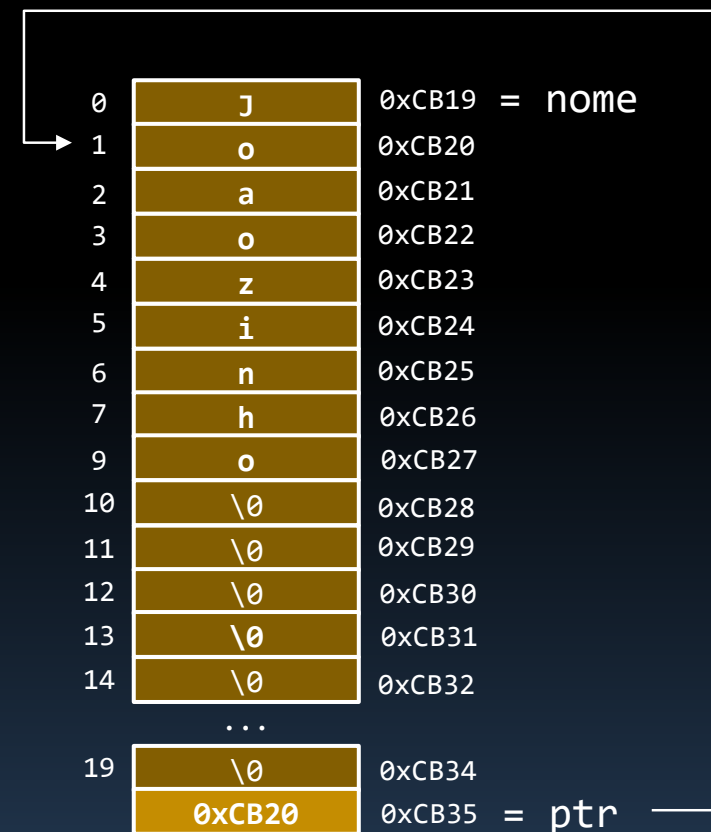 0 J 0xCB19 = nome
1 o 0xCB20
2 a 0xCB21
3 o 0xCB22
4 z 0xCB23
5 i 0xCB24
6 n 0xCB25
7 h 0xCB26
9 o 0xCB27
10 \0 0xCB28
11 \0 0xCB29
12 \0 0xCB30
13 \0 0xCB31
14 \0 0xCB32
...
19 \0 0xCB34
0xCB20 0xCB35 = ptr